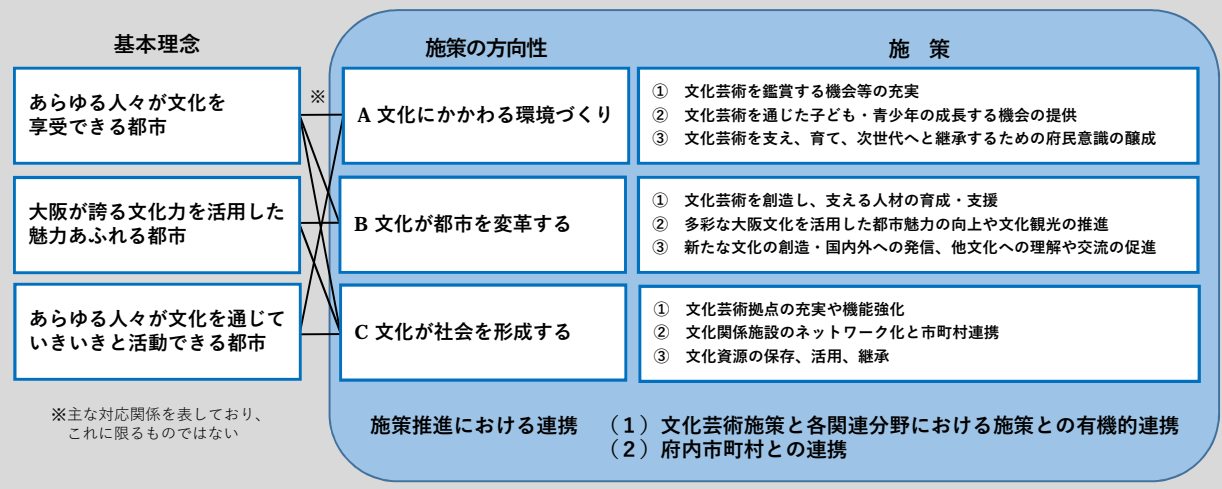 基本理念
あらゆる人々が文化を
享受できる都市
大阪が誇る文化力を活用した
魅力あふれる都市
あらゆる人々が文化を通じて
いきいきと活動できる都市
※主な対応関係を表しており、
これに限るものではない
※
施策の方向性
A 文化にかかわる環境づくり
B 文化が都市を変革する
C 文化が社会を形成する
施 策
① 文化芸術を鑑賞する機会等の充実
② 文化芸術を通じた子ども・青少年の成長する機会の提供
③ 文化芸術を支え、育て、次世代へと継承するための府民意識の醸成
① 文化芸術を創造し、支える人材の育成・支援
② 多彩な大阪文化を活用した都市魅力の向上や文化観光の推進
③ 新たな文化の創造・国内外への発信、他文化への理解や交流の促進
① 文化芸術拠点の充実や機能強化
② 文化関係施設のネットワーク化と市町村連携
③ 文化資源の保存、活用、継承
施策推進における連携 （１）文化芸術施策と各関連分野における施策との有機的連携
（２）府内市町村との連携